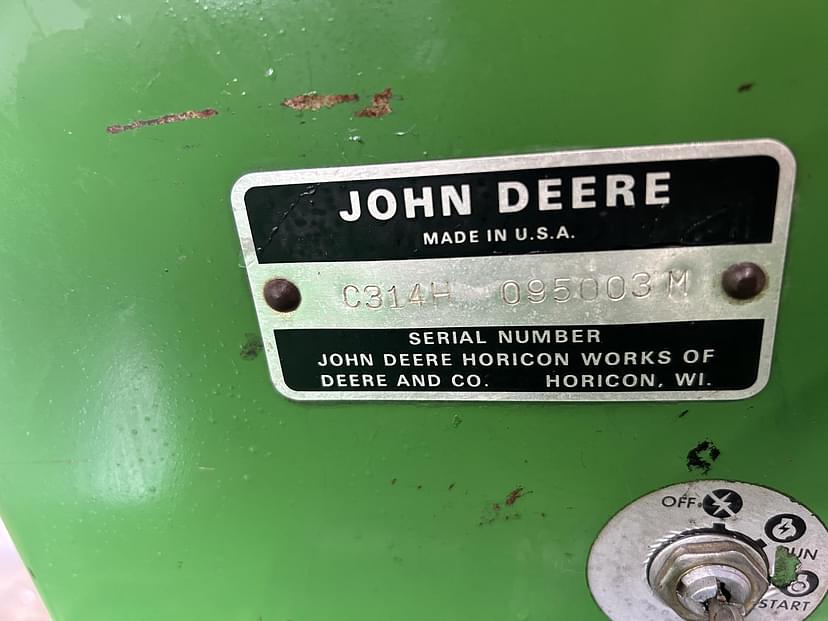 JOHN DEERE
MADE IN U.S.A.
C314H 095003 M
SERIAL NUMBER
JOHN DEERE HORICON WORKS OF
DEERE AND CO. HORICON, WI.
OFF
START